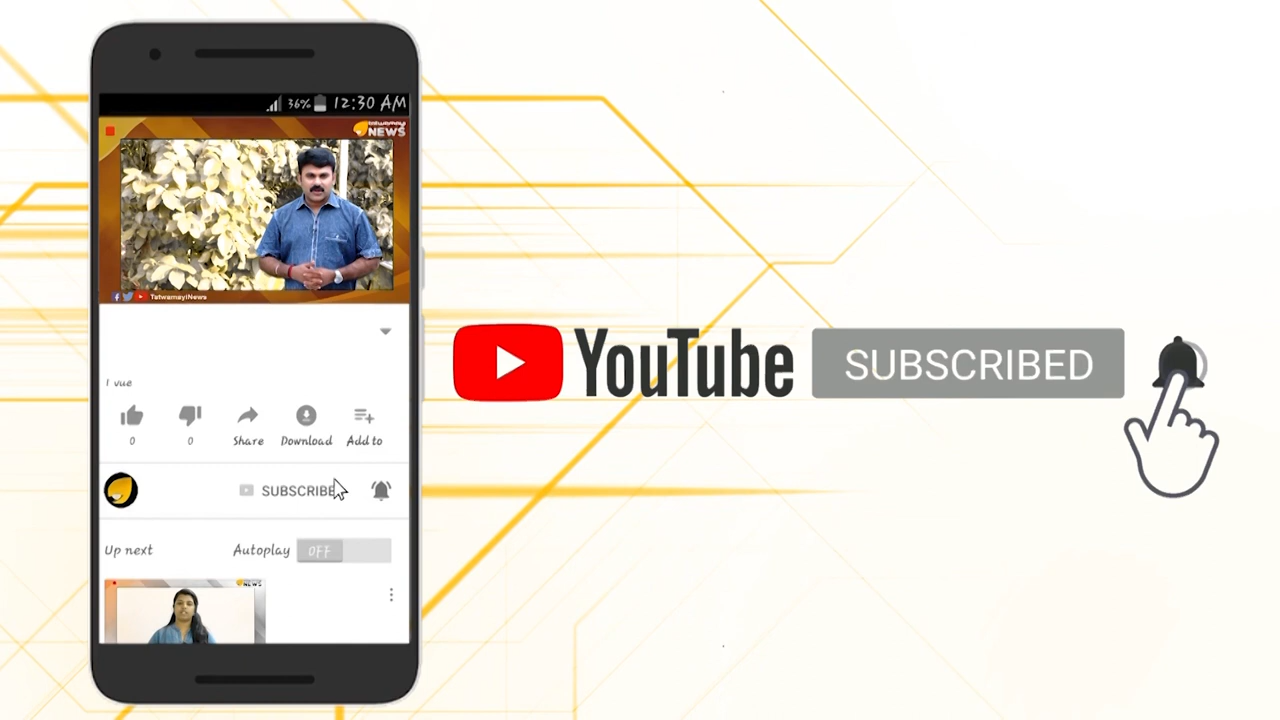 36% 12:30 AM
tatwamayi
NEWS
TatwamayiNews
1 vue
0 0 Share Download Add to
SUBSCRIBE
Up next Autoplay OFF
NEWS
YouTube SUBSCRIBED